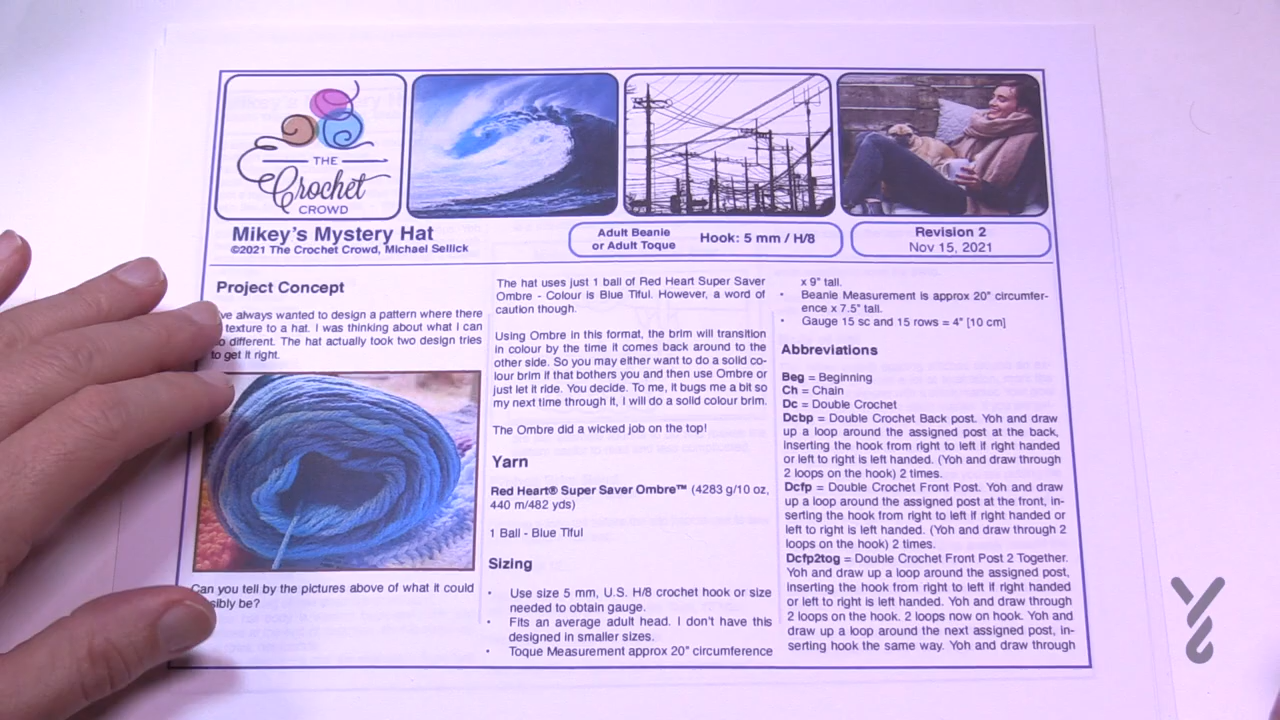 THE
Crochet
CROWD
Mikey's Mystery Hat
©2021 The Crochet Crowd, Michael Sellick
Adult Beanie
or Adult Toque
Hook: 5 mm / H/8
Revision 2
Nov 15, 2021
Project Concept
ve always wanted to design a pattern where there
texture to a hat. I was thinking about what I can
different. The hat actually took two design tries
to get it right.
Can you tell by the pictures above of what it could
sibly be?
The hat uses just 1 ball of Red Heart Super Saver
Ombre - Colour is Blue Tiful. However, a word of
caution though.
Using Ombre in this format, the brim will transition
in colour by the time it comes back around to the
other side. So you may either want to do a solid co-
lour brim if that bothers you and then use Ombre or
just let it ride. You decide. To me, it bugs me a bit so
my next time through it, I will do a solid colour brim.
The Ombre did a wicked job on the top!
Yarn
Red Heart® Super Saver Ombre™ (4283 g/10 oz,
440 m/482 yds)
1 Ball - Blue Tiful
Sizing
• Use size 5 mm, U.S. H/8 crochet hook or size
needed to obtain gauge.
• Fits an average adult head. I don't have this
designed in smaller sizes.
• Toque Measurement approx 20" circumference
x 9" tall.
• Beanie Measurement is approx 20" circumfer-
ence x 7.5" tall.
• Gauge 15 sc and 15 rows = 4" [10 cm]
Abbreviations
Beg = Beginning
Ch = Chain
Dc = Double Crochet
Dcbp = Double Crochet Back post. Yoh and draw
up a loop around the assigned post at the back,
inserting the hook from right to left if right handed
or left to right is left handed. (Yoh and draw through
2 loops on the hook) 2 times.
Dcfp = Double Crochet Front Post. Yoh and draw
up a loop around the assigned post at the front, in-
serting the hook from right to left if right handed or
left to right is left handed. (Yoh and draw through 2
loops on the hook) 2 times.
Dcfp2tog = Double Crochet Front Post 2 Together.
Yoh and draw up a loop around the assigned post,
inserting the hook from right to left if right handed
or left to right is left handed. Yoh and draw through
2 loops on the hook. 2 loops now on hook. Yoh and
draw up a loop around the next assigned post, in-
serting hook the same way. Yoh and draw through